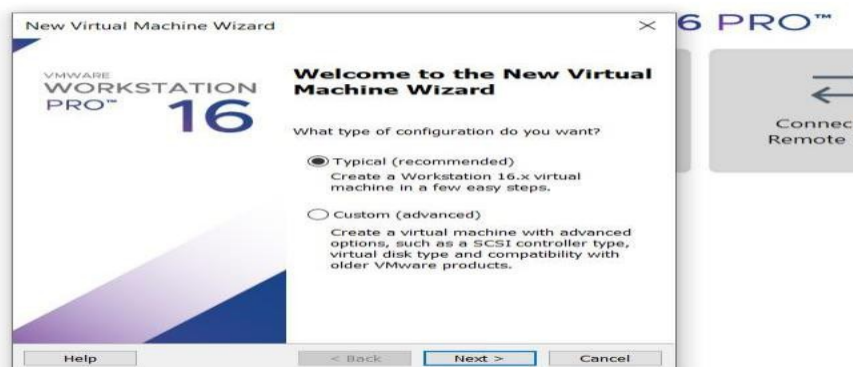 New Virtual Machine Wizard
6 PRO™
VMWARE
WORKSTATION
PRO™ 16
Welcome to the New Virtual
Machine Wizard
What type of configuration do you want?
Typical (recommended)
Create a Workstation 16.x virtual
machine in a few easy steps.
Custom (advanced)
Create a virtual machine with advanced
options, such as a SCSI controller type,
virtual disk type and compatibility with
older VMware products.
Connec
Remote
Help
< Back
Next >
Cancel